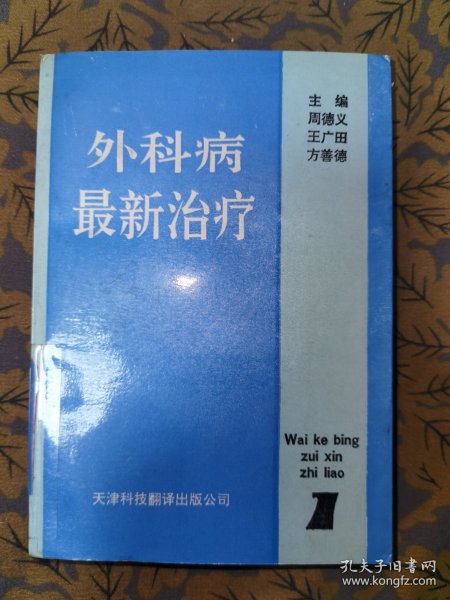 外科病
最新治疗
主编
周德义
王广田
方善德
Wai ke bing
zui xin
zhi liao
天津科技翻译出版公司
孔夫子旧书网
www.kongfz.com